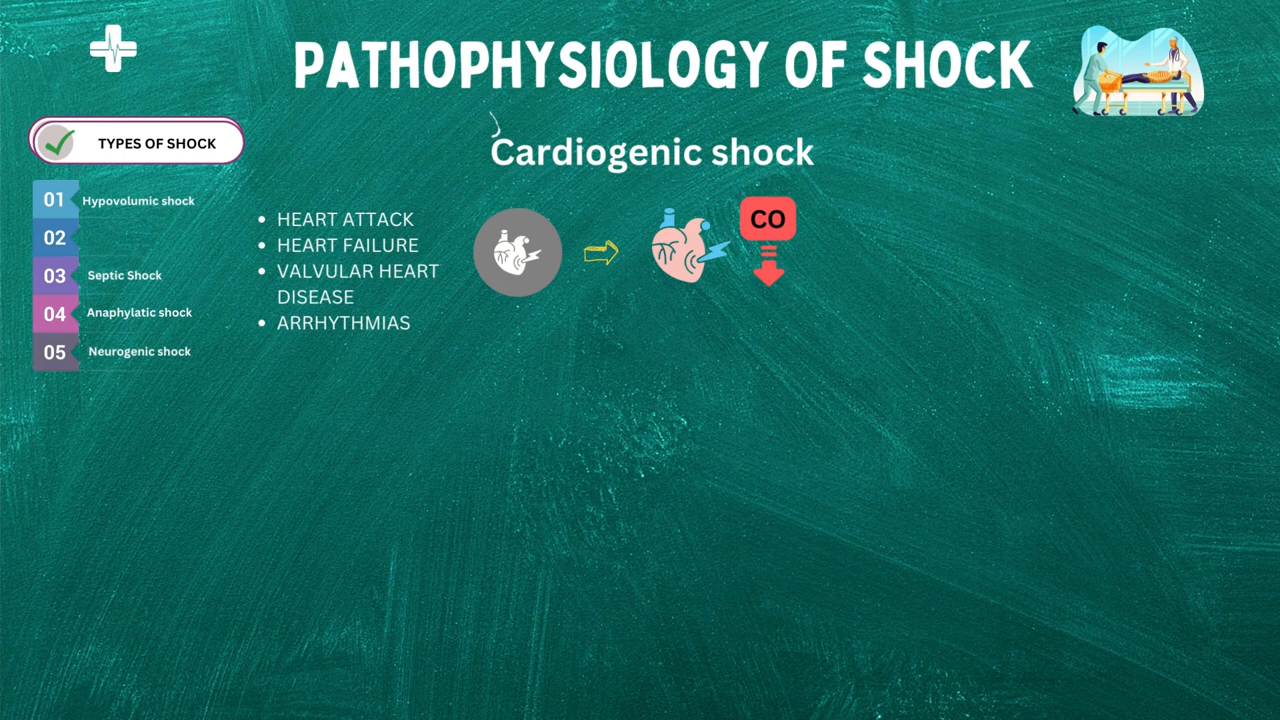 PATHOPHYSIOLOGY OF SHOCK
TYPES OF SHOCK
Cardiogenic shock
01 Hypovolumic shock
02
03 Septic Shock
04 Anaphylatic shock
05 Neurogenic shock
• HEART ATTACK
• HEART FAILURE
• VALVULAR HEART
DISEASE
• ARRHYTHMIAS
CO